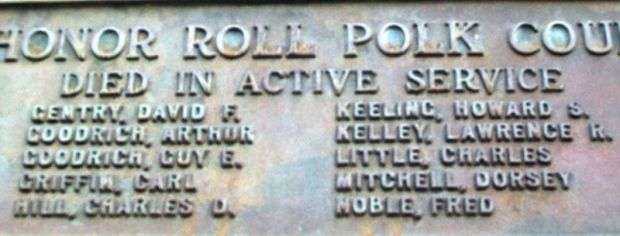 HONOR ROLL POLK COU
DIED IN ACTIVE SERVICE
GENTRY, DAVID F.
GOODRICH, ARTHUR
GOODRICH, GUY E.
GRIFFIN, CARL
HILL, CHARLES D.
KEELING, HOWARD S.
KELLEY, LAWRENCE R.
LITTLE, CHARLES
MITCHELL, DORSEY
NOBLE, FRED